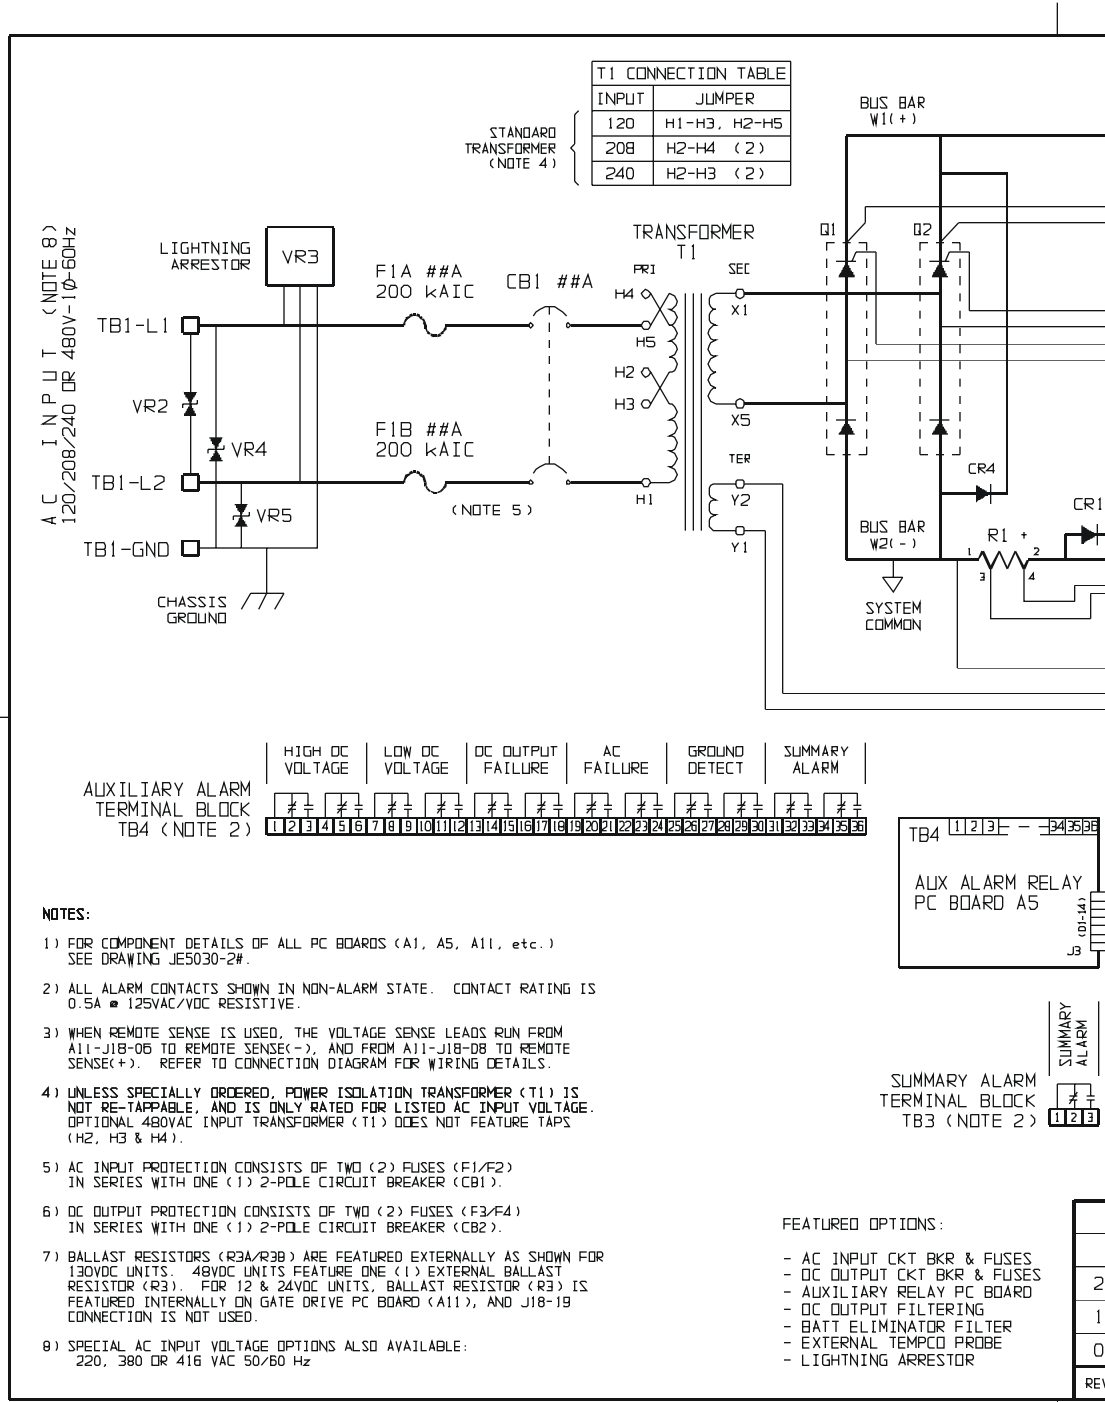 T1 CONNECTION TABLE
INPUT JUMPER
120 H1-H3, H2-H5
208 H2-H4 (2)
240 H2-H3 (2)
STANDARD
TRANSFORMER
(NOTE 4)
BUS BAR
W1(+)
AC INPUT (NOTE 8)
120/208/240 OR 480V-1Ø-60Hz
LIGHTNING
ARRESTOR
VR3
F1A ##A
200 kAIC
CB1 ##A
TRANSFORMER
T1
PRI
SEC
Q1
Q2
H4
X1
TB1-L1
H5
H2
VR2
H3
X5
F1B ##A
200 kAIC
VR4
TER
CR4
TB1-L2
H1
Y2
(NOTE 5)
VR5
CR1
BUS BAR
W2(-)
R1 +
1 2
3 4
Y1
TB1-GND
CHASSIS
GROUND
SYSTEM
COMMON
HIGH DC
VOLTAGE
LOW DC
VOLTAGE
DC OUTPUT
FAILURE
AC
FAILURE
GROUND
DETECT
SUMMARY
ALARM
AUXILIARY ALARM
TERMINAL BLOCK
TB4 (NOTE 2)
1 2 3 4 5 6 7 8 9 10 11 12 13 14 15 16 17 18 19 20 21 22 23 24 25 26 27 28 29 30 31 32 33 34 35 36
TB4 1 2 3 - - 34 35 36
AUX ALARM RELAY
PC BOARD A5
(D1-14)
J3
NOTES:
1) FOR COMPONENT DETAILS OF ALL PC BOARDS (A1, A5, A11, etc.)
SEE DRAWING JE5030-2#.
2) ALL ALARM CONTACTS SHOWN IN NON-ALARM STATE. CONTACT RATING IS
0.5A @ 125VAC/VDC RESISTIVE.
3) WHEN REMOTE SENSE IS USED, THE VOLTAGE SENSE LEADS RUN FROM
A11-J18-06 TO REMOTE SENSE(-), AND FROM A11-J18-08 TO REMOTE
SENSE(+). REFER TO CONNECTION DIAGRAM FOR WIRING DETAILS.
4) UNLESS SPECIALLY ORDERED, POWER ISOLATION TRANSFORMER (T1) IS
NOT RE-TAPPABLE, AND IS ONLY RATED FOR LISTED AC INPUT VOLTAGE.
OPTIONAL 480VAC INPUT TRANSFORMER (T1) DOES NOT FEATURE TAPS
(H2, H3 & H4).
5) AC INPUT PROTECTION CONSISTS OF TWO (2) FUSES (F1/F2)
IN SERIES WITH ONE (1) 2-POLE CIRCUIT BREAKER (CB1).
6) DC OUTPUT PROTECTION CONSISTS OF TWO (2) FUSES (F3/F4)
IN SERIES WITH ONE (1) 2-POLE CIRCUIT BREAKER (CB2).
7) BALLAST RESISTORS (R3A/R3B) ARE FEATURED EXTERNALLY AS SHOWN FOR
130VDC UNITS. 48VDC UNITS FEATURE ONE (1) EXTERNAL BALLAST
RESISTOR (R3). FOR 12 & 24VDC UNITS, BALLAST RESISTOR (R3) IS
FEATURED INTERNALLY ON GATE DRIVE PC BOARD (A11), AND J18-19
CONNECTION IS NOT USED.
8) SPECIAL AC INPUT VOLTAGE OPTIONS ALSO AVAILABLE:
220, 380 OR 416 VAC 50/60 Hz
SUMMARY
ALARM
SUMMARY ALARM
TERMINAL BLOCK
TB3 (NOTE 2) 1 2 3
FEATURED OPTIONS:
- AC INPUT CKT BKR & FUSES
- DC OUTPUT CKT BKR & FUSES
- AUXILIARY RELAY PC BOARD
- DC OUTPUT FILTERING
- BATT ELIMINATOR FILTER
- EXTERNAL TEMPCO PROBE
- LIGHTNING ARRESTOR
2
1
0
REV